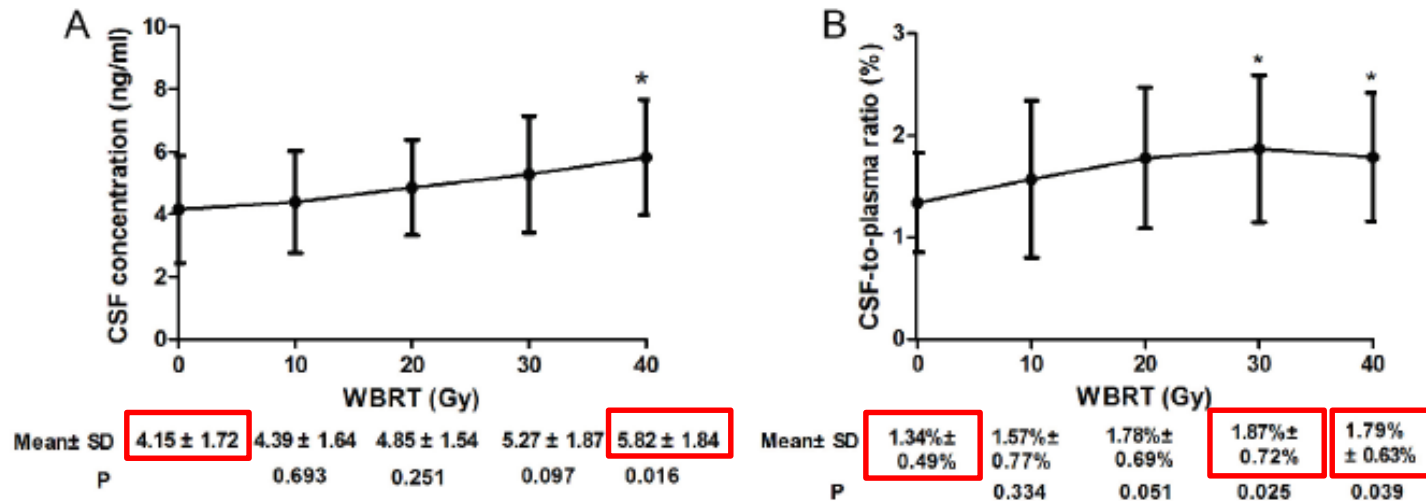 A
CSF concentration (ng/ml)
10
8
6
4
2
0
*
0 10 20 30 40
WBRT (Gy)
Mean± SD 4.15 ± 1.72 4.39 ± 1.64 4.85 ± 1.54 5.27 ± 1.87 5.82 ± 1.84
P 0.693 0.251 0.097 0.016
B
CSF-to-plasma ratio (%)
3
2
1
0
* *
0 10 20 30 40
WBRT (Gy)
Mean± SD 1.34%± 1.57%± 1.78%± 1.87%± 1.79%
0.49% 0.77% 0.69% 0.72% ± 0.63%
P 0.334 0.051 0.025 0.039